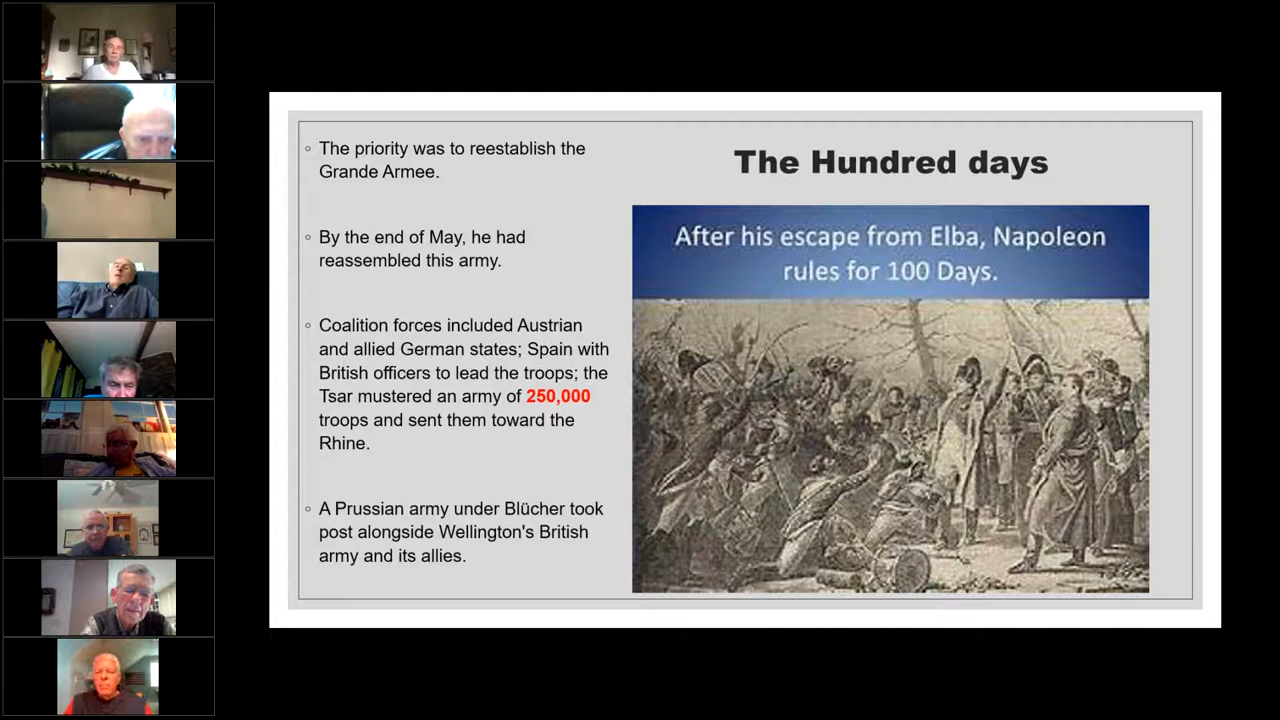 The priority was to reestablish the
Grande Armee.
By the end of May, he had
reassembled this army.
Coalition forces included Austrian
and allied German states; Spain with
British officers to lead the troops; the
Tsar mustered an army of 250,000
troops and sent them toward the
Rhine.
A Prussian army under Blücher took
post alongside Wellington's British
army and its allies.
The Hundred days
After his escape from Elba, Napoleon
rules for 100 Days.